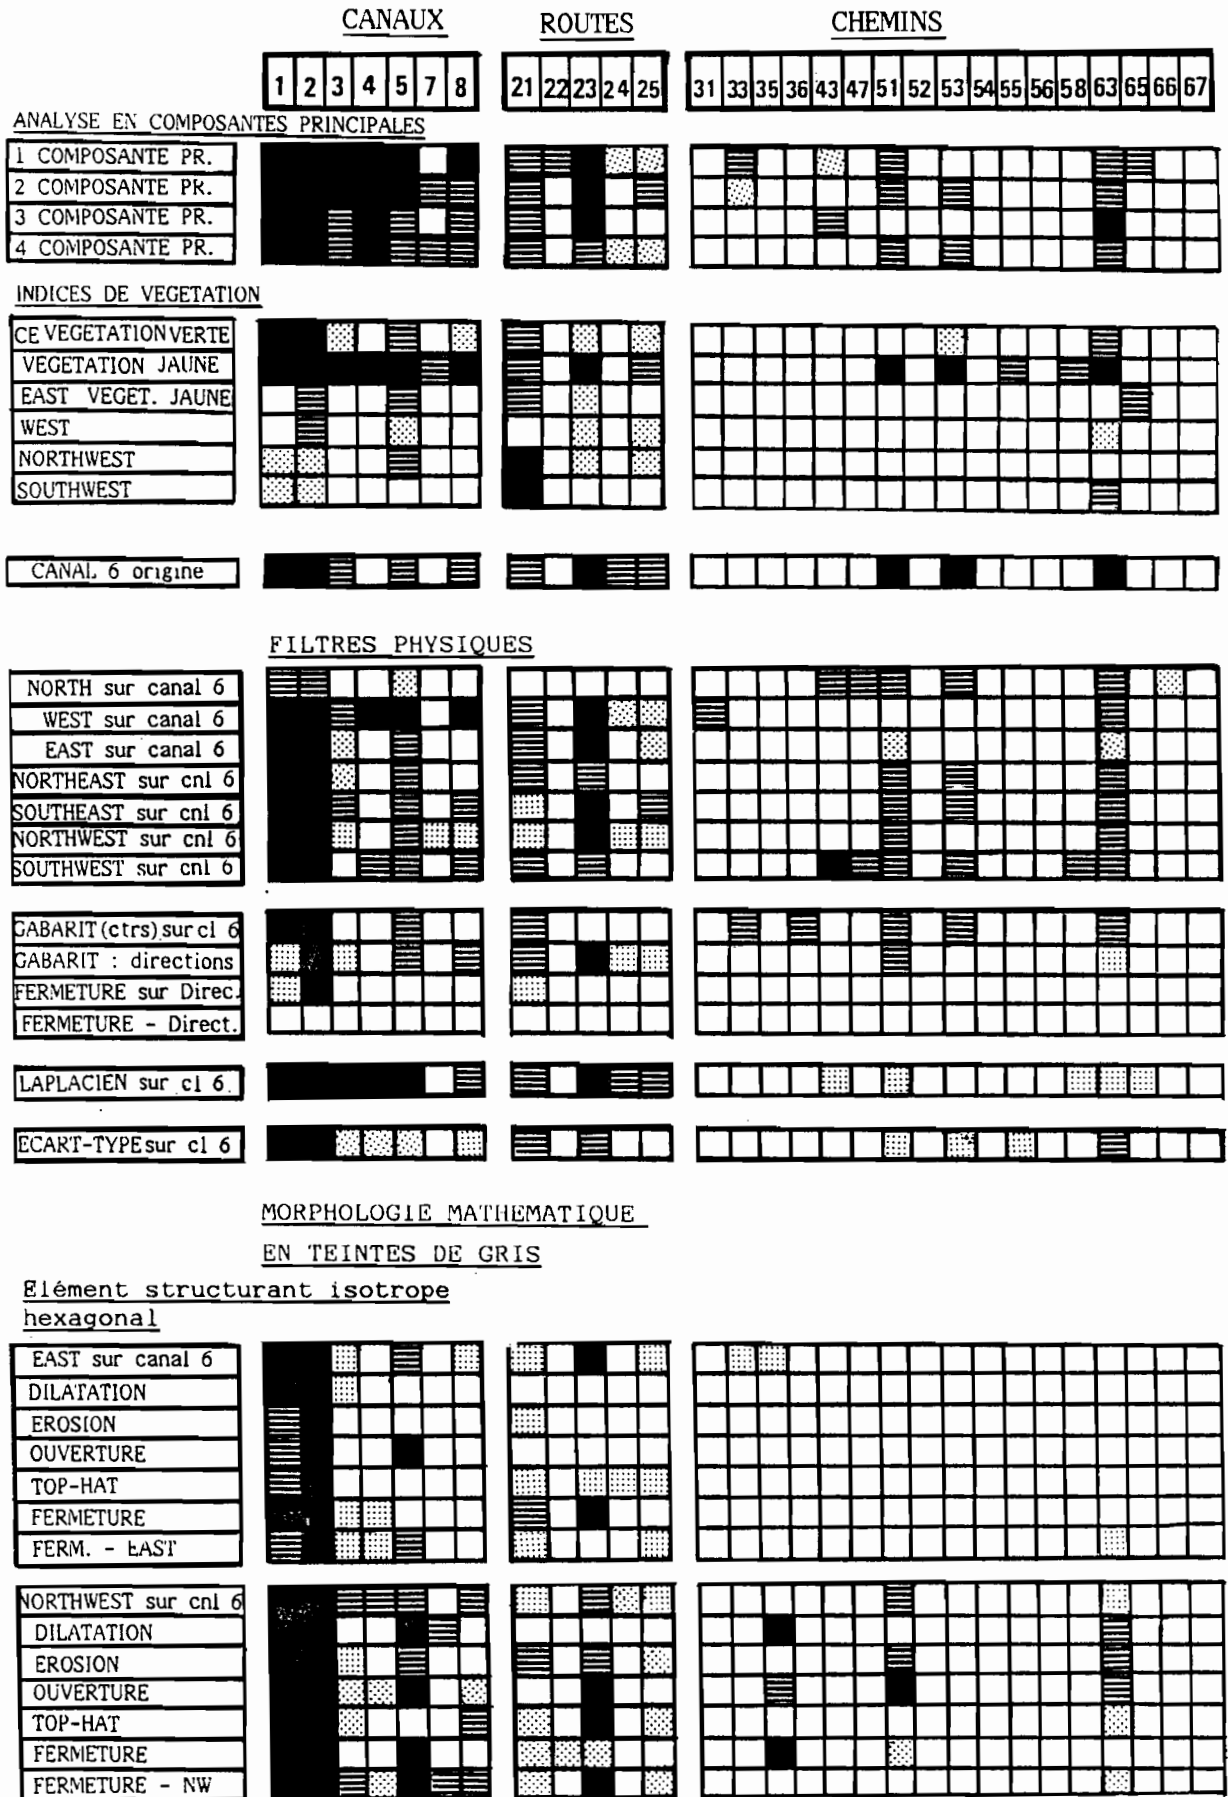 CANAUX ROUTES CHEMINS
1 2 3 4 5 7 8 21 22 23 24 25 31 33 35 36 43 47 51 52 53 54 55 56 58 63 65 66 67
ANALYSE EN COMPOSANTES PRINCIPALES
1 COMPOSANTE PR.
2 COMPOSANTE PR.
3 COMPOSANTE PR.
4 COMPOSANTE PR.
INDICES DE VEGETATION
CE VEGETATION VERTE
VEGETATION JAUNE
EAST VEGET. JAUNE
WEST
NORTHWEST
SOUTHWEST
CANAL 6 origine
FILTRES PHYSIQUES
NORTH sur canal 6
WEST sur canal 6
EAST sur canal 6
NORTHEAST sur cnl 6
SOUTHEAST sur cnl 6
NORTHWEST sur cnl 6
SOUTHWEST sur cnl 6
GABARIT (ctrs) sur cl 6
GABARIT : directions
FERMETURE sur Direc.
FERMETURE - Direct.
LAPLACIEN sur cl 6.
ECART-TYPE sur cl 6
MORPHOLOGIE MATHEMATIQUE
EN TEINTES DE GRIS
Elément structurant isotrope
hexagonal
EAST sur canal 6
DILATATION
EROSION
OUVERTURE
TOP-HAT
FERMETURE
FERM. - EAST
NORTHWEST sur cnl 6
DILATATION
EROSION
OUVERTURE
TOP-HAT
FERMETURE
FERMETURE - NW